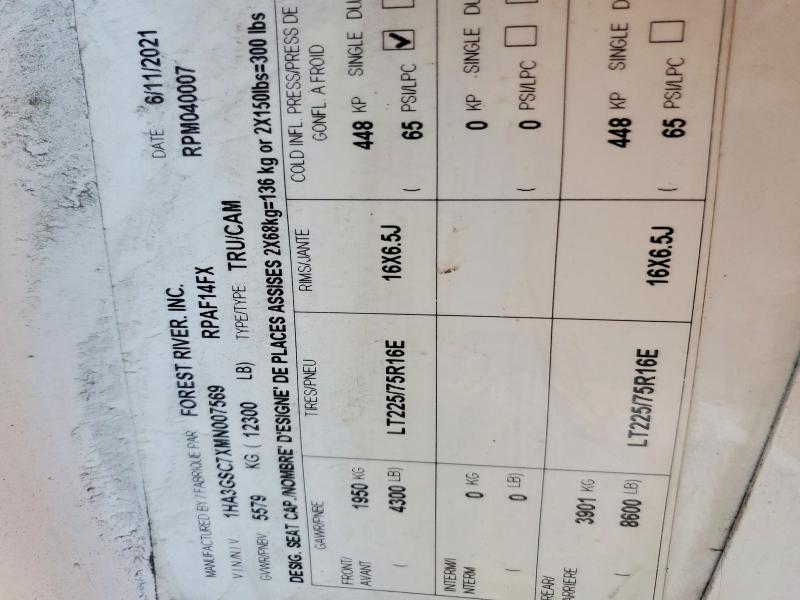 MANUFACTURED BY / FABRIQUE PAR FOREST RIVER. INC. DATE 6/11/2021
V.I.N./N.I.V. 1HA3GSC7XMN007569 RPAF14FX RPM040007
GVWR/PNBV 5579 KG ( 12300 LB) TYPE/TYPE TRU/CAM
DESIG. SEAT CAP./NOMBRE' D'ESIGNE' DE PLACES ASSISES 2X68kg=136 kg or 2X150lbs=300 lbs
GAWR/PNBE TIRES/PNEU RIMS/JANTE COLD INFL. PRESS/PRESS DE
GONFL. A FROID
FRONT/ 1950 KG 448 KP SINGLE
AVANT ( 4300 LB) LT225/75R16E 16X6.5J ( 65 PSI/LPC ✓
INTERMI/ 0 KG 0 KP SINGLE
NTERM ( 0 LB) ( 0 PSI/LPC
REAR/ 3901 KG 448 KP SINGLE
ARRIERE ( 8600 LB) LT225/75R16E 16X6.5J ( 65 PSI/LPC